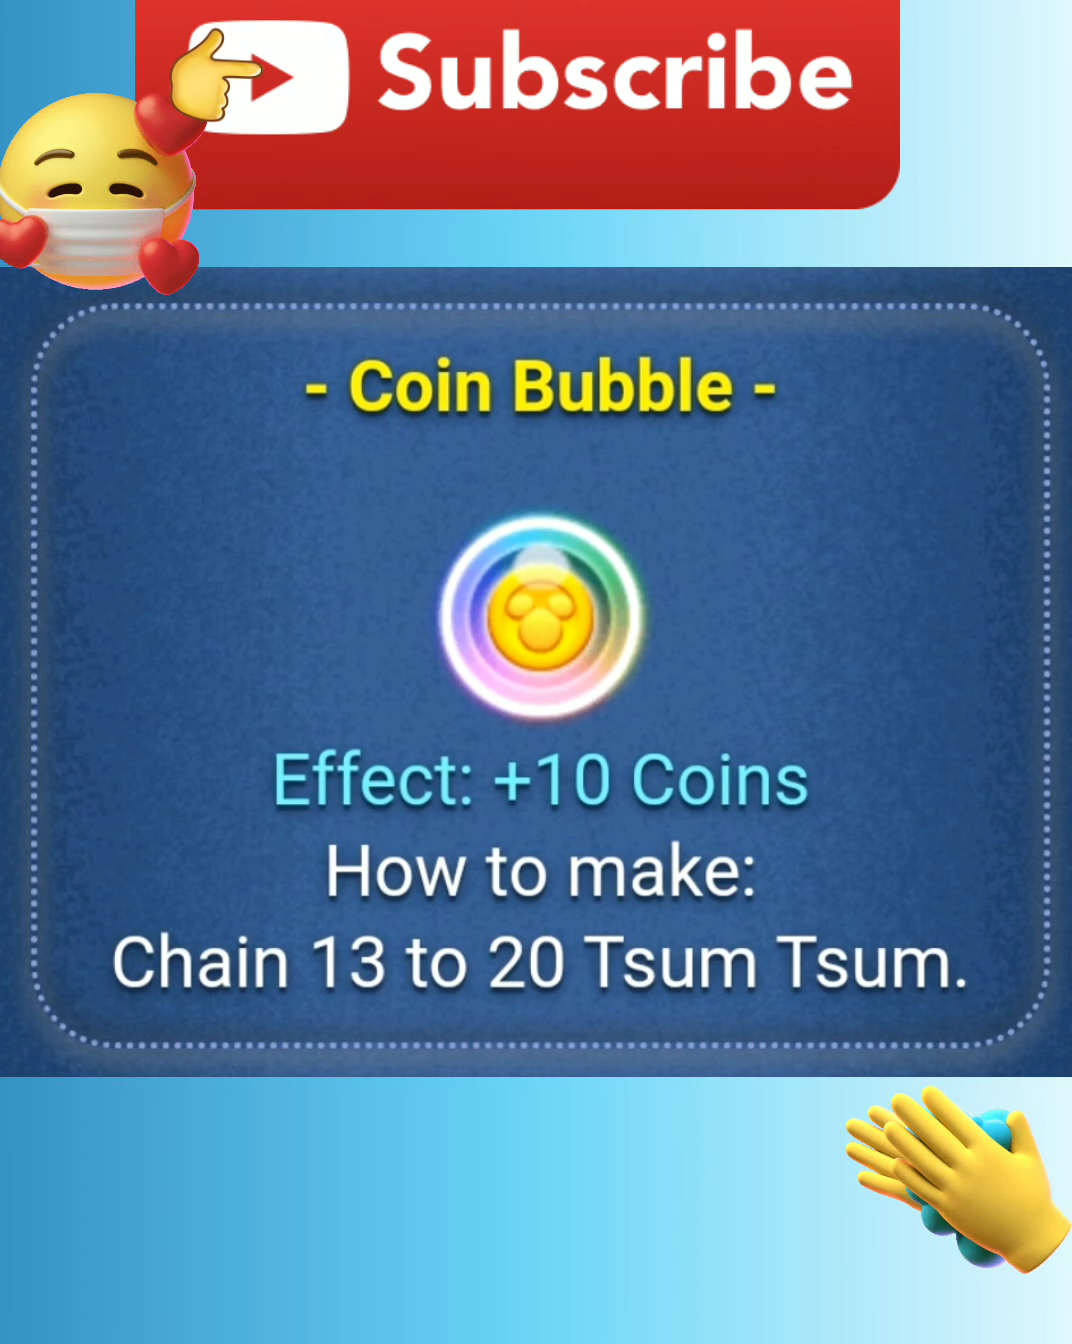 Subscribe
- Coin Bubble -
Effect: +10 Coins
How to make:
Chain 13 to 20 Tsum Tsum.